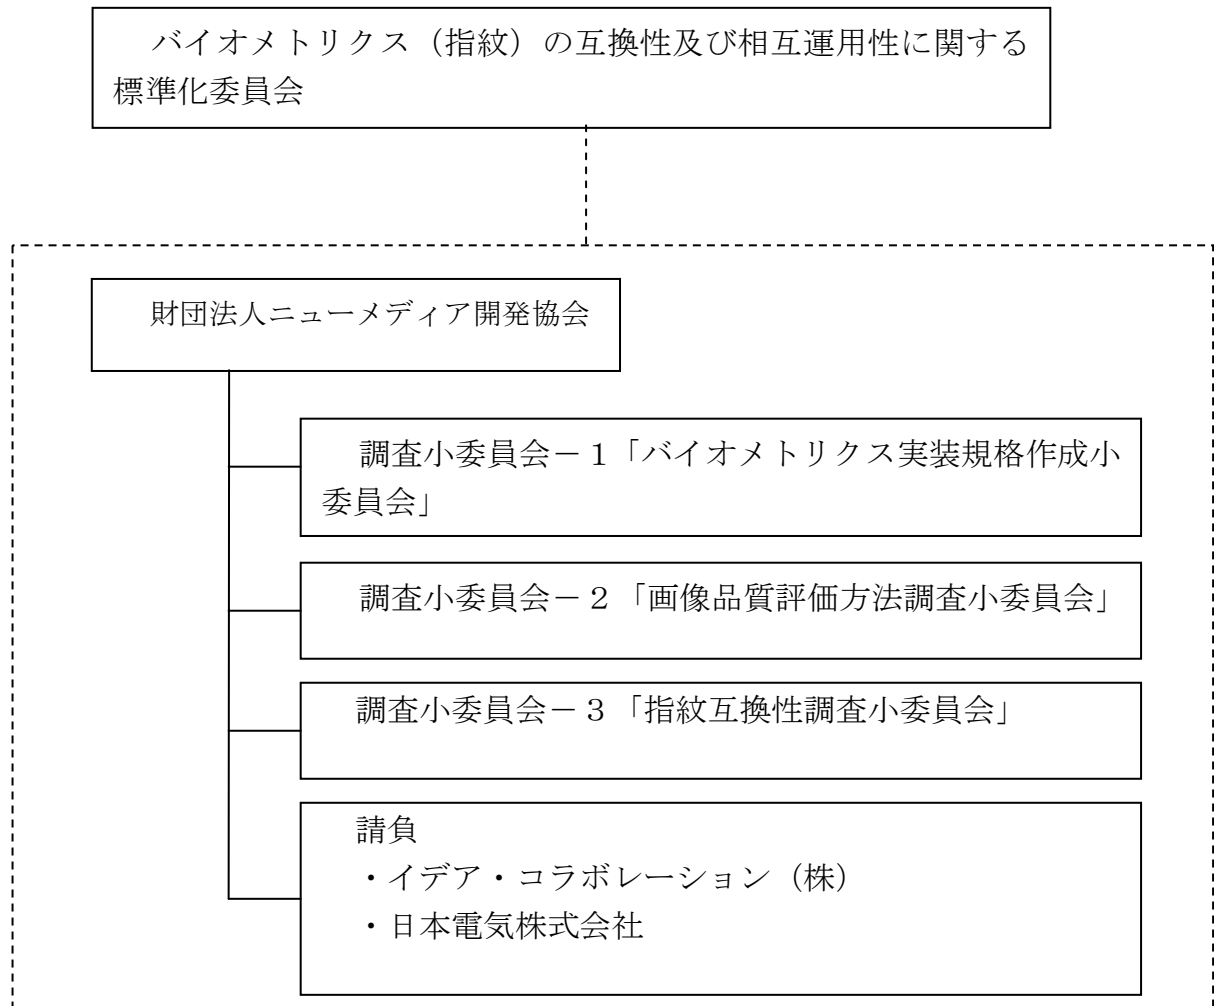 バイオメトリクス（指紋）の互換性及び相互運用性に関する
標準化委員会
財団法人ニューメディア開発協会
調査小委員会－１「バイオメトリクス実装規格作成小
委員会」
調査小委員会－２「画像品質評価方法調査小委員会」
調査小委員会－３「指紋互換性調査小委員会」
請負
・イデア・コラボレーション（株）
・日本電気株式会社